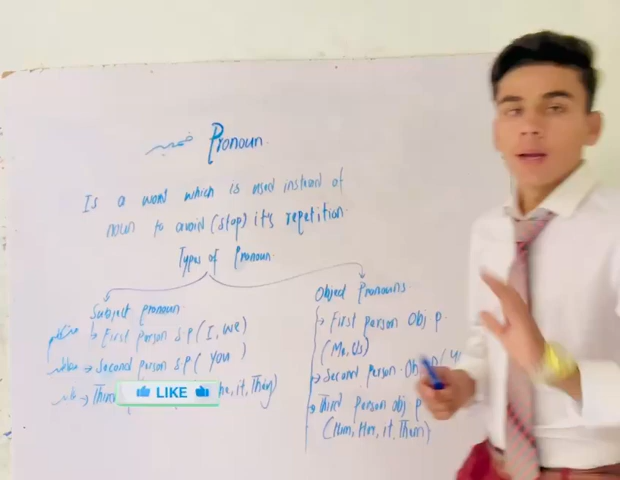 ضمیر Pronoun.
Is a word which is used instead of
noun to avoid (stop) it's repetition.
Types of Pronoun.
Subject pronoun
متکلم → First person S.P ( I, we )
→ Second person S.P ( You )
→ Third
he, it, They)
LIKE
Object Pronouns.
→ First person Obj P.
(Me, Us)
→ Second person Obj
→ Third person obj P
(Him, Her, it, Them)